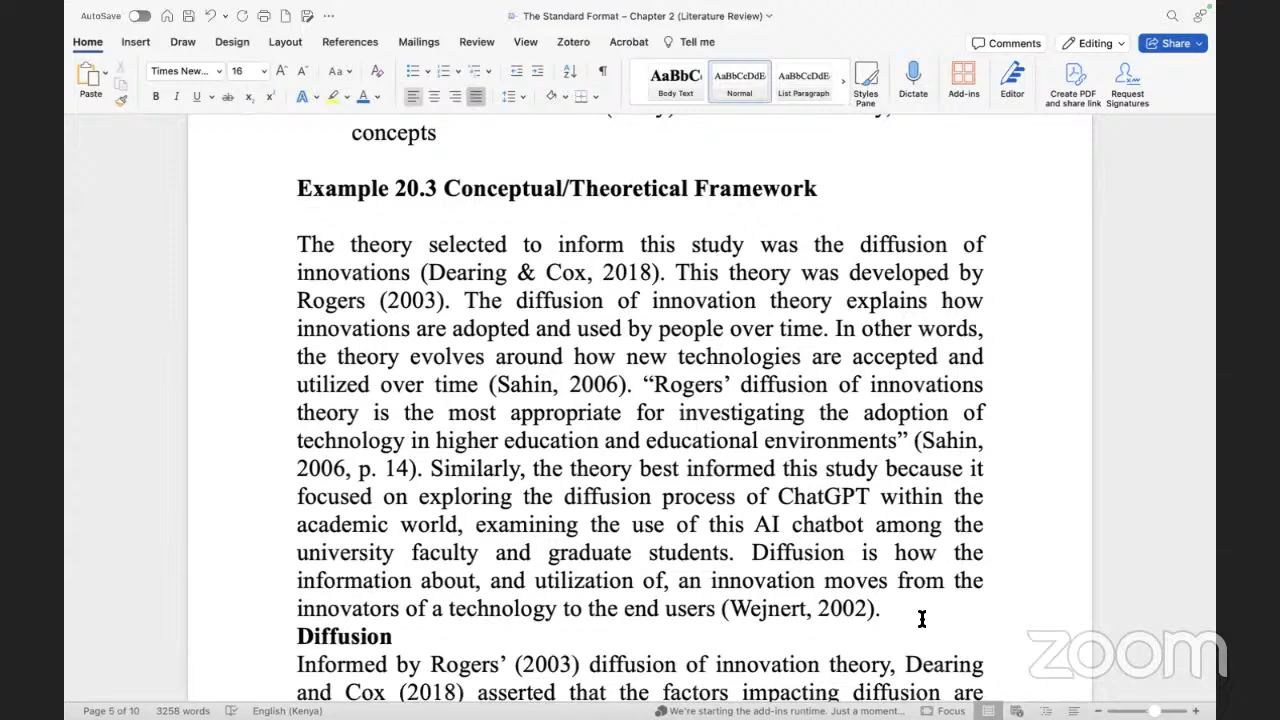 AutoSave
The Standard Format – Chapter 2 (Literature Review)
Home Insert Draw Design Layout References Mailings Review View Zotero Acrobat Tell me
Comments Editing Share
Paste
Times New... 16
Aa
B I U ab x₂ x²
A A
AaBbC AaBbCcDdE AaBbCcDdE
Body Text Normal List Paragraph
Styles Pane
Dictate
Add-ins
Editor
Create PDF and share link
Request Signatures
concepts
Example 20.3 Conceptual/Theoretical Framework
The theory selected to inform this study was the diffusion of
innovations (Dearing & Cox, 2018). This theory was developed by
Rogers (2003). The diffusion of innovation theory explains how
innovations are adopted and used by people over time. In other words,
the theory evolves around how new technologies are accepted and
utilized over time (Sahin, 2006). “Rogers’ diffusion of innovations
theory is the most appropriate for investigating the adoption of
technology in higher education and educational environments” (Sahin,
2006, p. 14). Similarly, the theory best informed this study because it
focused on exploring the diffusion process of ChatGPT within the
academic world, examining the use of this AI chatbot among the
university faculty and graduate students. Diffusion is how the
information about, and utilization of, an innovation moves from the
innovators of a technology to the end users (Wejnert, 2002).
Diffusion
Informed by Rogers’ (2003) diffusion of innovation theory, Dearing
and Cox (2018) asserted that the factors impacting diffusion are
zoom
Page 5 of 10 3258 words English (Kenya) We're starting the add-ins runtime. Just a moment... Focus